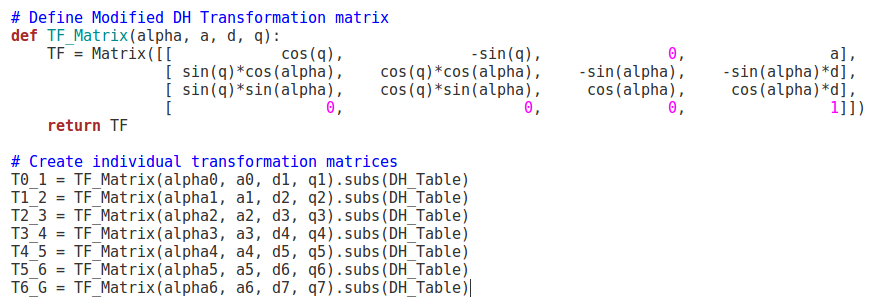 # Define Modified DH Transformation matrix
def TF_Matrix(alpha, a, d, q):
    TF = Matrix([[            cos(q),              -sin(q),              0,                 a],
                 [ sin(q)*cos(alpha),    cos(q)*cos(alpha),    -sin(alpha),    -sin(alpha)*d],
                 [ sin(q)*sin(alpha),    cos(q)*sin(alpha),     cos(alpha),     cos(alpha)*d],
                 [                 0,                    0,              0,                1]])
    return TF

# Create individual transformation matrices
T0_1 = TF_Matrix(alpha0, a0, d1, q1).subs(DH_Table)
T1_2 = TF_Matrix(alpha1, a1, d2, q2).subs(DH_Table)
T2_3 = TF_Matrix(alpha2, a2, d3, q3).subs(DH_Table)
T3_4 = TF_Matrix(alpha3, a3, d4, q4).subs(DH_Table)
T4_5 = TF_Matrix(alpha4, a4, d5, q5).subs(DH_Table)
T5_6 = TF_Matrix(alpha5, a5, d6, q6).subs(DH_Table)
T6_G = TF_Matrix(alpha6, a6, d7, q7).subs(DH_Table)